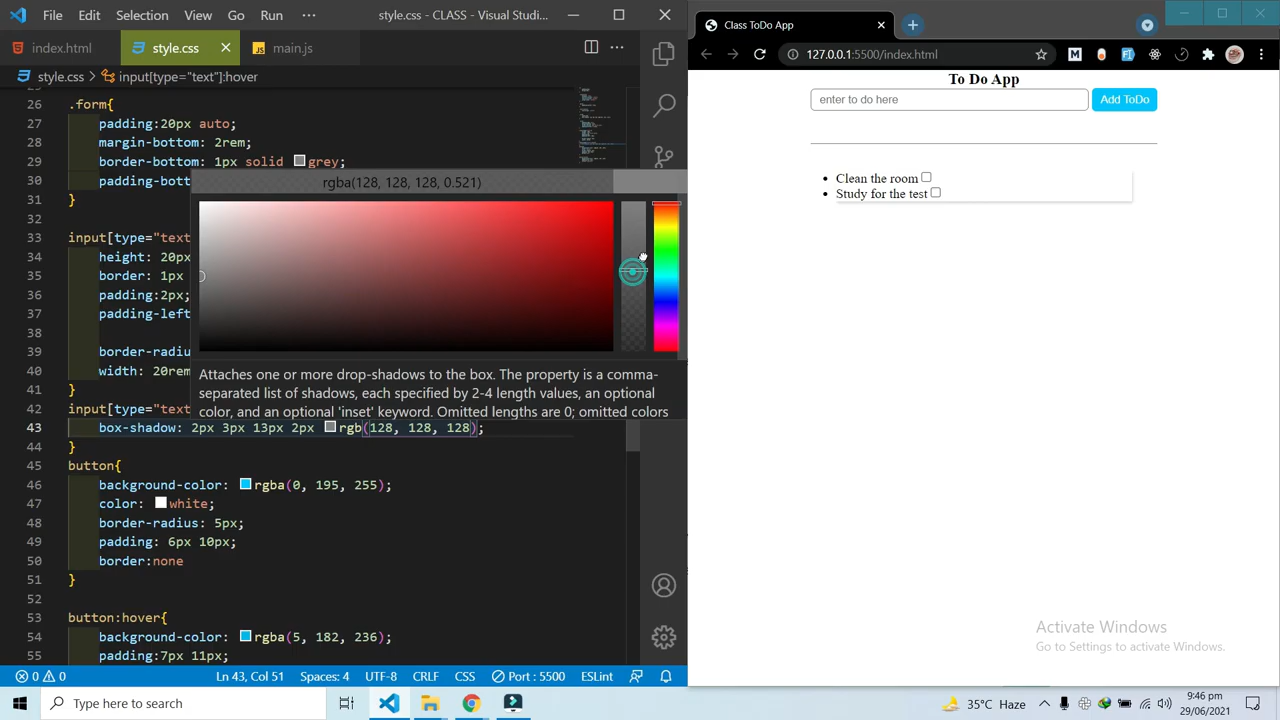 File Edit Selection View Go Run ··· style.css - CLASS - Visual Studi...
index.html style.css main.js
style.css > input[type="text"]:hover
26 .form{
27 padding:20px auto;
28 margin-bottom: 2rem;
29 border-bottom: 1px solid grey;
30 padding-bott
31 }
32
33 input[type="text
34 height: 20px
35 border: 1px
36 padding:2px;
37 padding-left
38
39 border-radiu
40 width: 20rem
41 }
42 input[type="text
rgba(128, 128, 128, 0.521)
Attaches one or more drop-shadows to the box. The property is a comma-
separated list of shadows, each specified by 2-4 length values, an optional
color, and an optional 'inset' keyword. Omitted lengths are 0; omitted colors
43 box-shadow: 2px 3px 13px 2px rgb(128, 128, 128);
44 }
45 button{
46 background-color: rgba(0, 195, 255);
47 color: white;
48 border-radius: 5px;
49 padding: 6px 10px;
50 border:none
51 }
52
53 button:hover{
54 background-color: rgba(5, 182, 236);
55 padding:7px 11px;
0 0 Ln 43, Col 51 Spaces: 4 UTF-8 CRLF CSS Port : 5500 ESLint
Class ToDo App
127.0.0.1:5500/index.html
To Do App
enter to do here Add ToDo
Clean the room
Study for the test
Activate Windows
Go to Settings to activate Windows.
Type here to search
35°C Haze
9:46 pm
29/06/2021